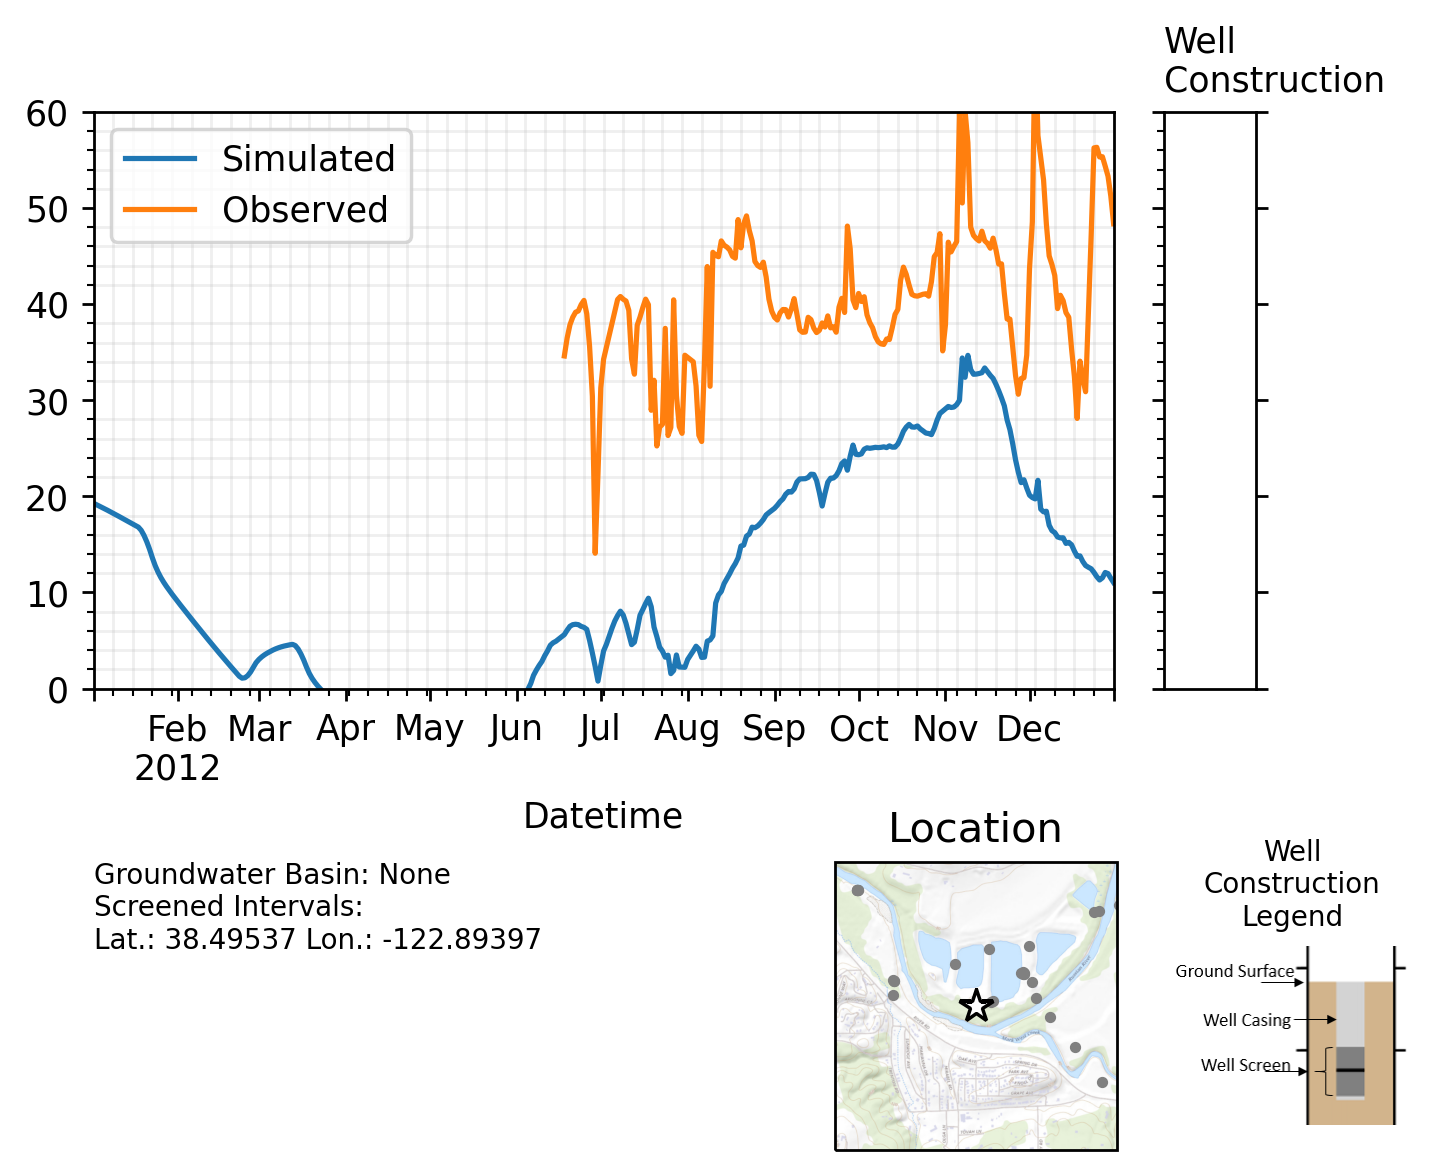 Well
Construction
60
50
40
30
20
10
0
Simulated
Observed
Feb Mar Apr May Jun Jul Aug Sep Oct Nov Dec
2012
Datetime
Groundwater Basin: None
Screened Intervals:
Lat.: 38.49537 Lon.: -122.89397
Location
Well
Construction
Legend
Ground Surface
Well Casing
Well Screen